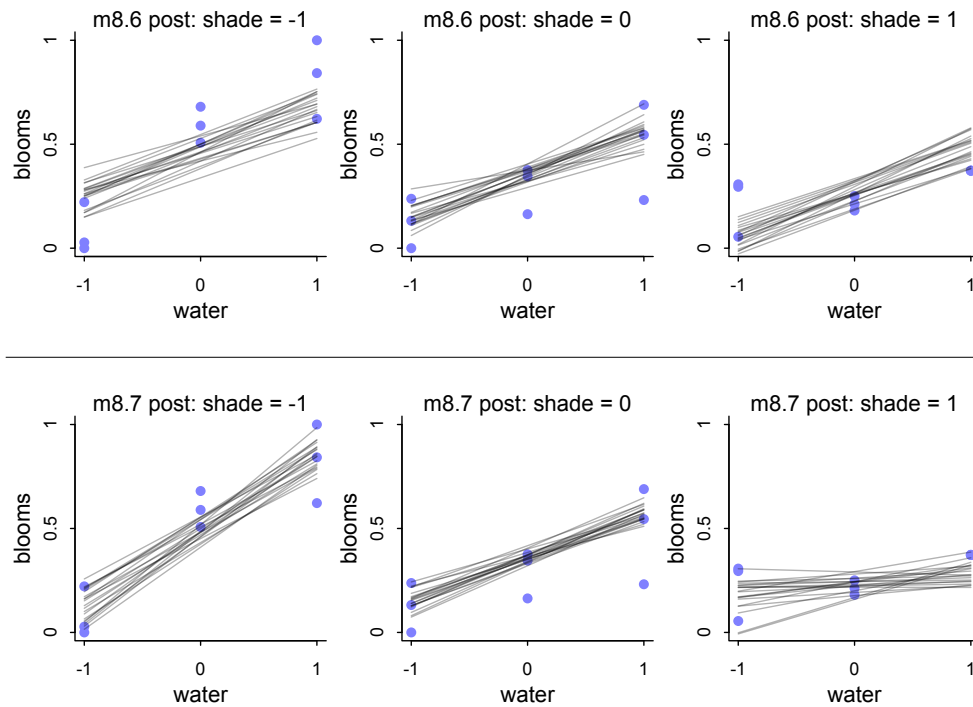 m8.6 post: shade = -1
m8.6 post: shade = 0
m8.6 post: shade = 1
blooms
0
0.5
1
-1 0 1
water
blooms
0
0.5
1
-1 0 1
water
blooms
0
0.5
1
-1 0 1
water
m8.7 post: shade = -1
m8.7 post: shade = 0
m8.7 post: shade = 1
blooms
0
0.5
1
-1 0 1
water
blooms
0
0.5
1
-1 0 1
water
blooms
0
0.5
1
-1 0 1
water